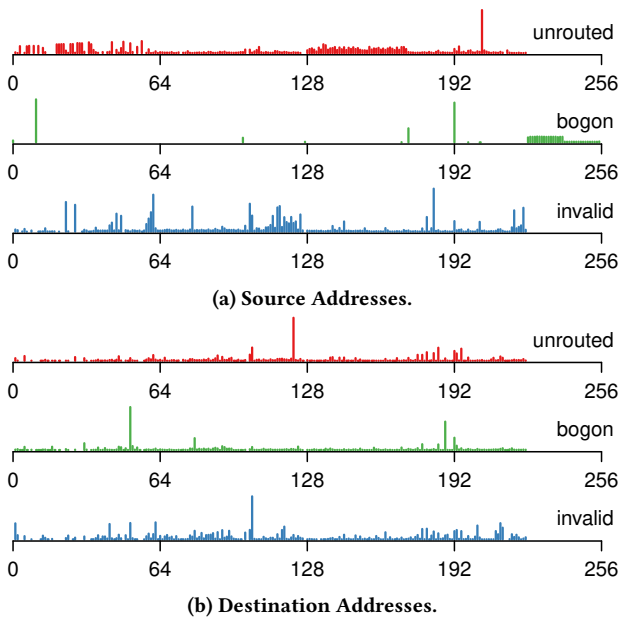 unrouted
0 64 128 192 256
bogon
0 64 128 192 256
invalid
0 64 128 192 256
(a) Source Addresses.
unrouted
0 64 128 192 256
bogon
0 64 128 192 256
invalid
0 64 128 192 256
(b) Destination Addresses.